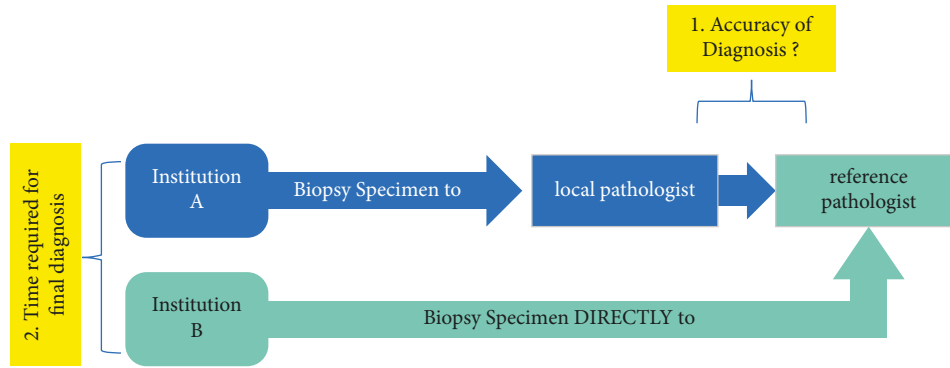 1. Accuracy of
Diagnosis ?
2. Time required for
final diagnosis
Institution
A
Biopsy Specimen to
local pathologist
reference
pathologist
Institution
B
Biopsy Specimen DIRECTLY to